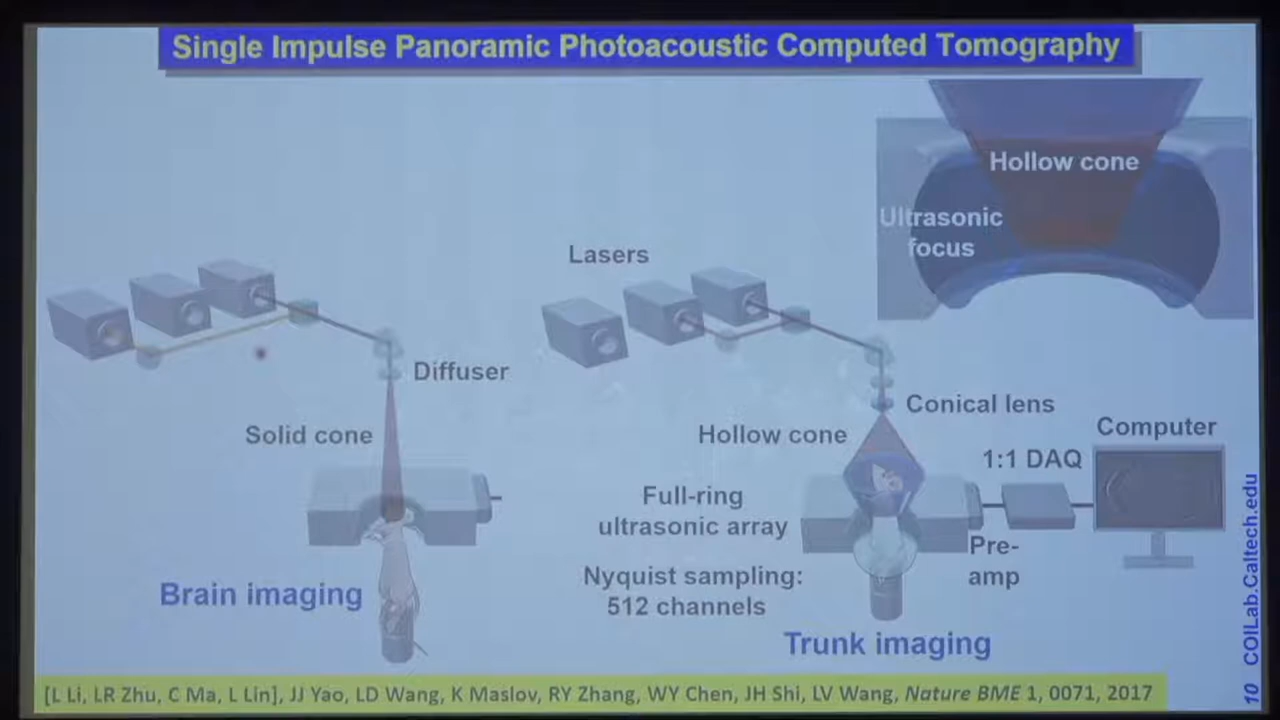 Single Impulse Panoramic Photoacoustic Computed Tomography
Hollow cone
Ultrasonic
focus
Lasers
Diffuser
Conical lens
Solid cone
Hollow cone
Computer
1:1 DAQ
Full-ring
ultrasonic array
Pre-
amp
Nyquist sampling:
512 channels
Brain imaging
Trunk imaging
[L Li, LR Zhu, C Ma, L Lin], JJ Yao, LD Wang, K Maslov, RY Zhang, WY Chen, JH Shi, LV Wang, Nature BME 1, 0071, 2017
10 COILab.Caltech.edu